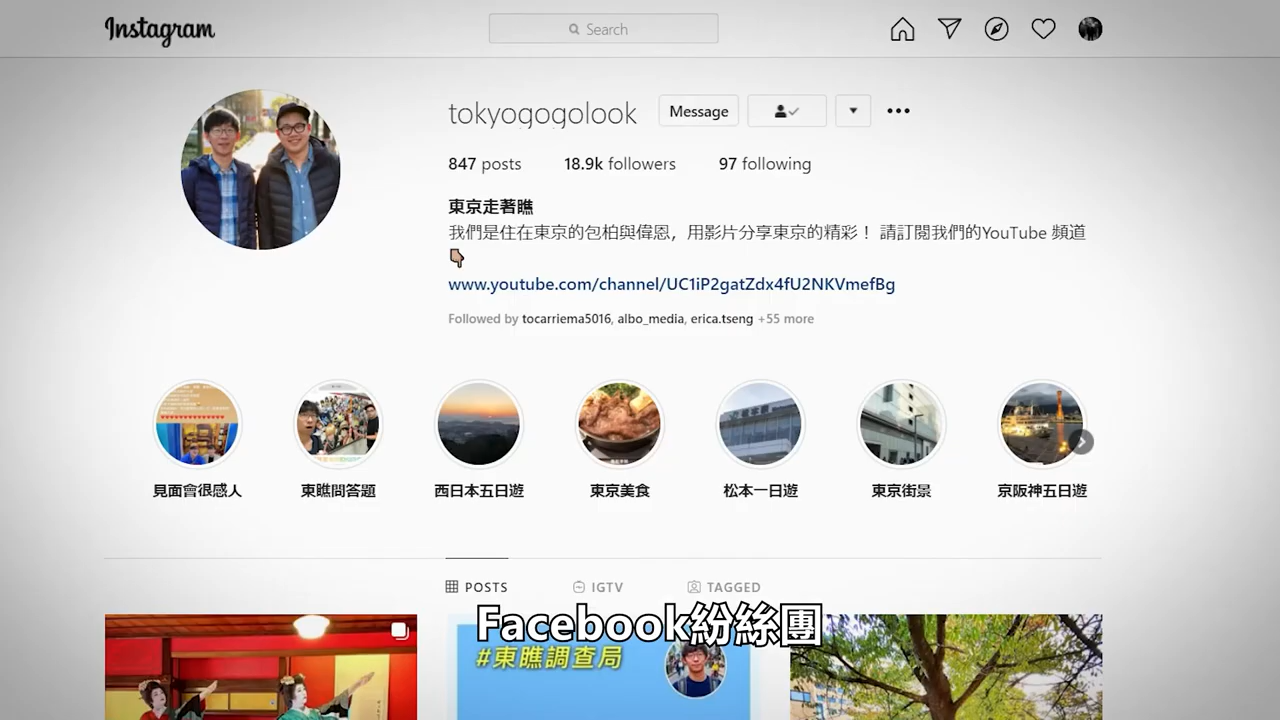 Instagram
Search
tokyogogolook
Message
847 posts
18.9k followers
97 following
東京走著瞧
我們是住在東京的包柏與偉恩，用影片分享東京的精彩！ 請訂閱我們的YouTube 頻道
www.youtube.com/channel/UC1iP2gatZdx4fU2NKVmefBg
Followed by tocarriema5016, albo_media, erica.tseng +55 more
見面會很感人
東瞧問答題
西日本五日遊
東京美食
松本一日遊
東京街景
京阪神五日遊
POSTS
IGTV
TAGGED
Facebook紛絲團
#東瞧調查局